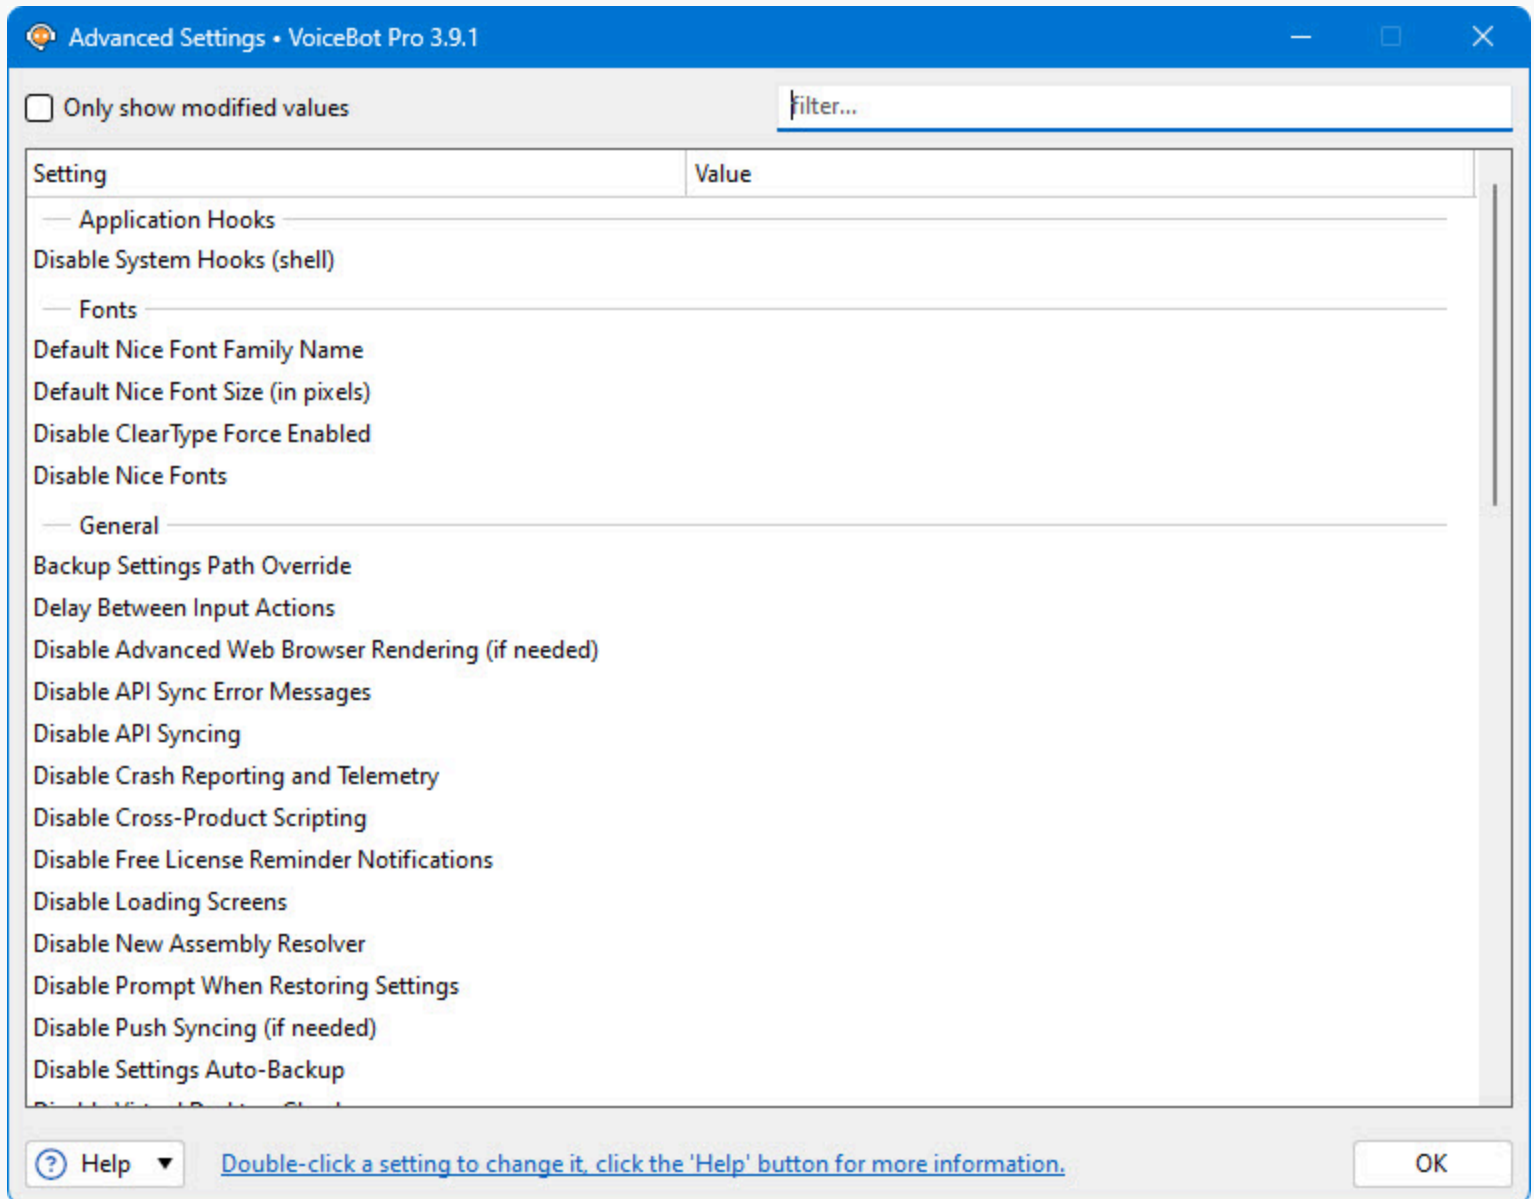 Advanced Settings • VoiceBot Pro 3.9.1
Only show modified values
filter...
Setting Value
Application Hooks
Disable System Hooks (shell)
Fonts
Default Nice Font Family Name
Default Nice Font Size (in pixels)
Disable ClearType Force Enabled
Disable Nice Fonts
General
Backup Settings Path Override
Delay Between Input Actions
Disable Advanced Web Browser Rendering (if needed)
Disable API Sync Error Messages
Disable API Syncing
Disable Crash Reporting and Telemetry
Disable Cross-Product Scripting
Disable Free License Reminder Notifications
Disable Loading Screens
Disable New Assembly Resolver
Disable Prompt When Restoring Settings
Disable Push Syncing (if needed)
Disable Settings Auto-Backup
Help
Double-click a setting to change it, click the 'Help' button for more information.
OK